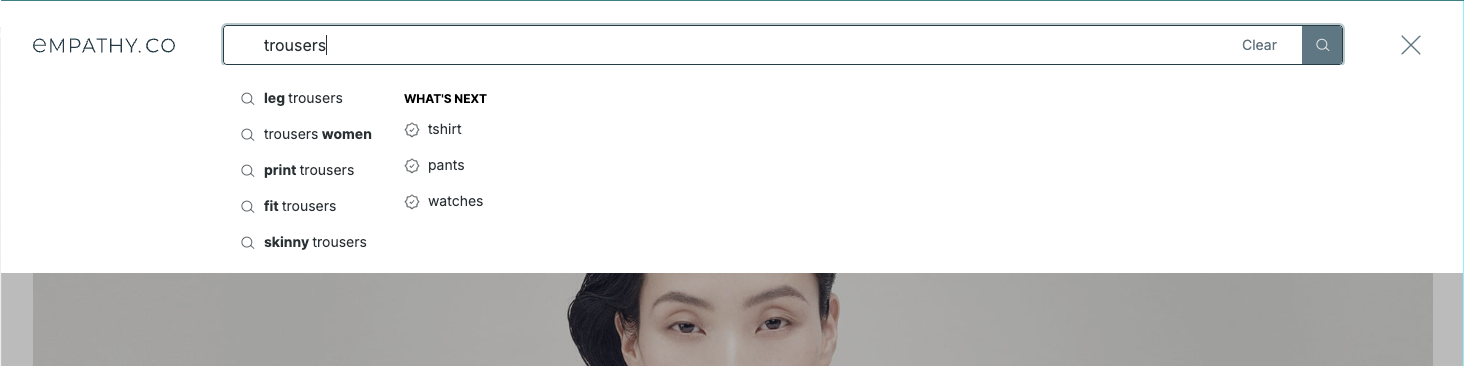 eMPATHY.CO
trousers
Clear
leg trousers
trousers women
print trousers
fit trousers
skinny trousers
WHAT'S NEXT
tshirt
pants
watches